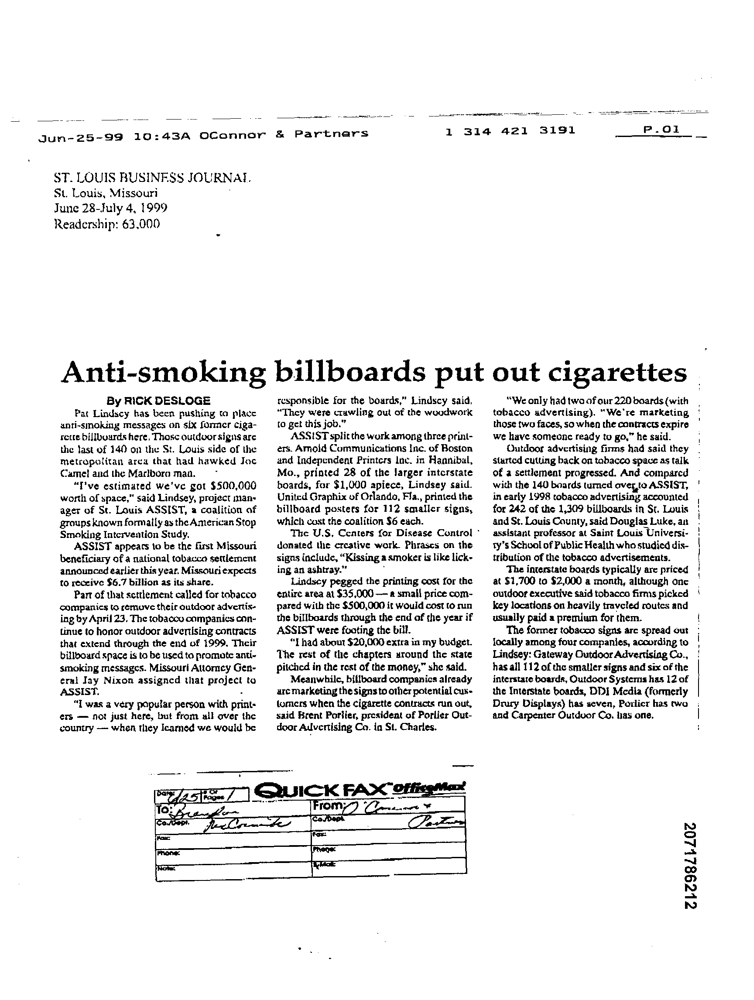 Jun-25-99 10:43A OConnor & Partners 1 314 421 3191 P.01
ST. LOUIS BUSINESS JOURNAL
St. Louis, Missouri
June 28-July 4, 1999
Readership: 63,000
Anti-smoking billboards put out cigarettes
By RICK DESLOGE
Pat Lindsey has been pushing to place
anti-smoking messages on six former ciga-
rette billboards here. Those outdoor signs are
the last of 140 on the St. Louis side of the
metropolitan area that had hawked Joe
Camel and the Marlboro man.
"I've estimated we've got $500,000
worth of space," said Lindsey, project man-
ager of St. Louis ASSIST, a coalition of
groups known formally as the American Stop
Smoking Intervention Study.
ASSIST appears to be the first Missouri
beneficiary of a national tobacco settlement
announced earlier this year. Missouri expects
to receive $6.7 billion as its share.
Part of that settlement called for tobacco
companies to remove their outdoor advertis-
ing by April 23. The tobacco companies con-
tinue to honor outdoor advertising contracts
that extend through the end of 1999. Their
billboard space is to be used to promote anti-
smoking messages. Missouri Attorney Gen-
eral Jay Nixon assigned that project to
ASSIST.
"I was a very popular person with print-
ers — not just here, but from all over the
country — when they learned we would be
responsible for the boards," Lindsey said.
"They were crawling out of the woodwork
to get this job."
ASSIST split the work among three print-
ers. Arnold Communications Inc. of Boston
and Independent Printers Inc. in Hannibal,
Mo., printed 28 of the larger interstate
boards, for $1,000 apiece, Lindsey said.
United Graphix of Orlando, Fla., printed the
billboard posters for 112 smaller signs,
which cost the coalition $6 each.
The U.S. Centers for Disease Control
donated the creative work. Phrases on the
signs include, "Kissing a smoker is like lick-
ing an ashtray."
Lindsey pegged the printing cost for the
entire area at $35,000 — a small price com-
pared with the $500,000 it would cost to run
the billboards through the end of the year if
ASSIST were footing the bill.
"I had about $20,000 extra in my budget.
The rest of the chapters around the state
pitched in the rest of the money," she said.
Meanwhile, billboard companies already
are marketing the signs to other potential cus-
tomers when the cigarette contracts run out,
said Brent Porlier, president of Porlier Out-
door Advertising Co. in St. Charles.
"We only had two of our 220 boards (with
tobacco advertising). "We're marketing
those two faces, so when the contracts expire
we have someone ready to go," he said.
Outdoor advertising firms had said they
started cutting back on tobacco space as talk
of a settlement progressed. And compared
with the 140 boards turned over to ASSIST,
in early 1998 tobacco advertising accounted
for 242 of the 1,309 billboards in St. Louis
and St. Louis County, said Douglas Luke, an
assistant professor at Saint Louis Universi-
ty's School of Public Health who studied dis-
tribution of the tobacco advertisements.
The interstate boards typically are priced
at $1,700 to $2,000 a month, although one
outdoor executive said tobacco firms picked
key locations on heavily traveled routes and
usually paid a premium for them.
The former tobacco signs are spread out
locally among four companies, according to
Lindsey: Gateway Outdoor Advertising Co.,
has all 112 of the smaller signs and six of the
interstate boards, Outdoor Systems has 12 of
the Interstate boards, DDI Media (formerly
Drury Displays) has seven, Porlier has two
and Carpenter Outdoor Co. has one.
QUICK FAX OfficeMax
Date 6/25 # Of Pages 1
To: Brendan From: O'Connor +
Co./Dept. McCormick Co./Dept. Partners
Fax: Fax:
Phone: Phone:
Note: E-Mail:
2071786212